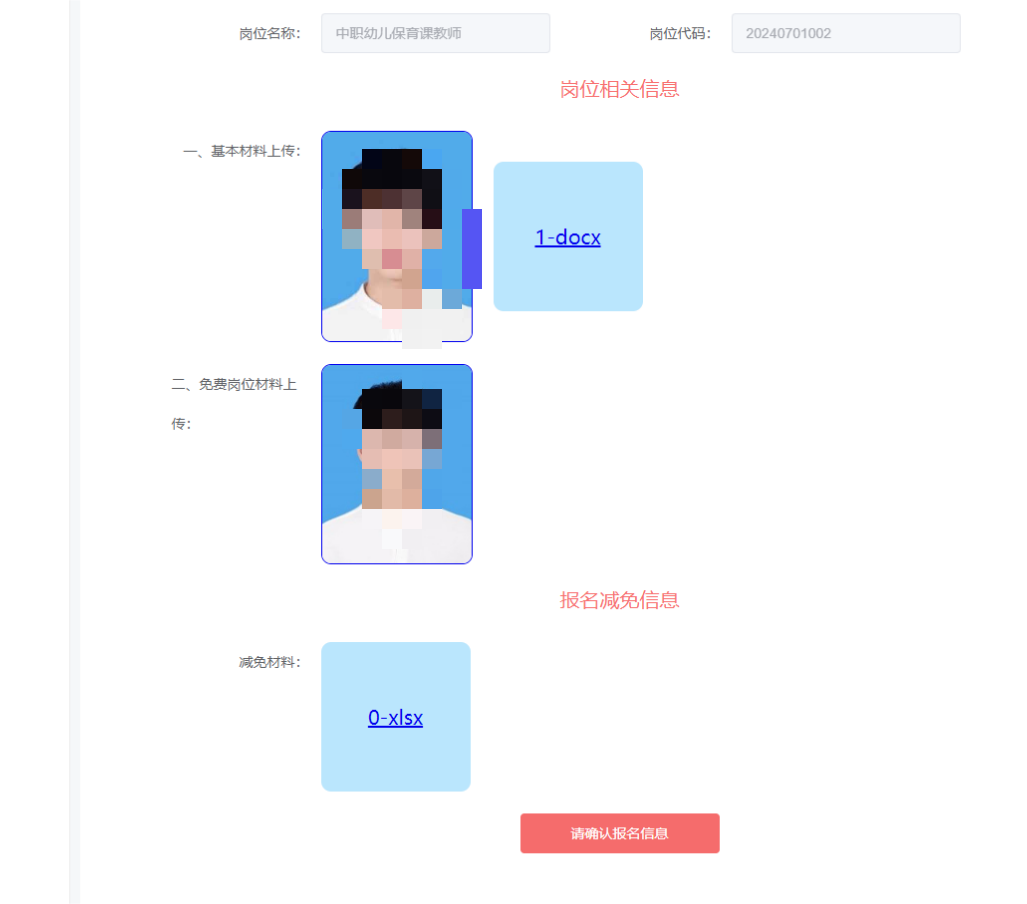 岗位名称： 中职幼儿保育课教师 岗位代码： 20240701002
岗位相关信息
一、基本材料上传：
1-docx
二、免费岗位材料上
传：
报名减免信息
减免材料：
0-xlsx
请确认报名信息